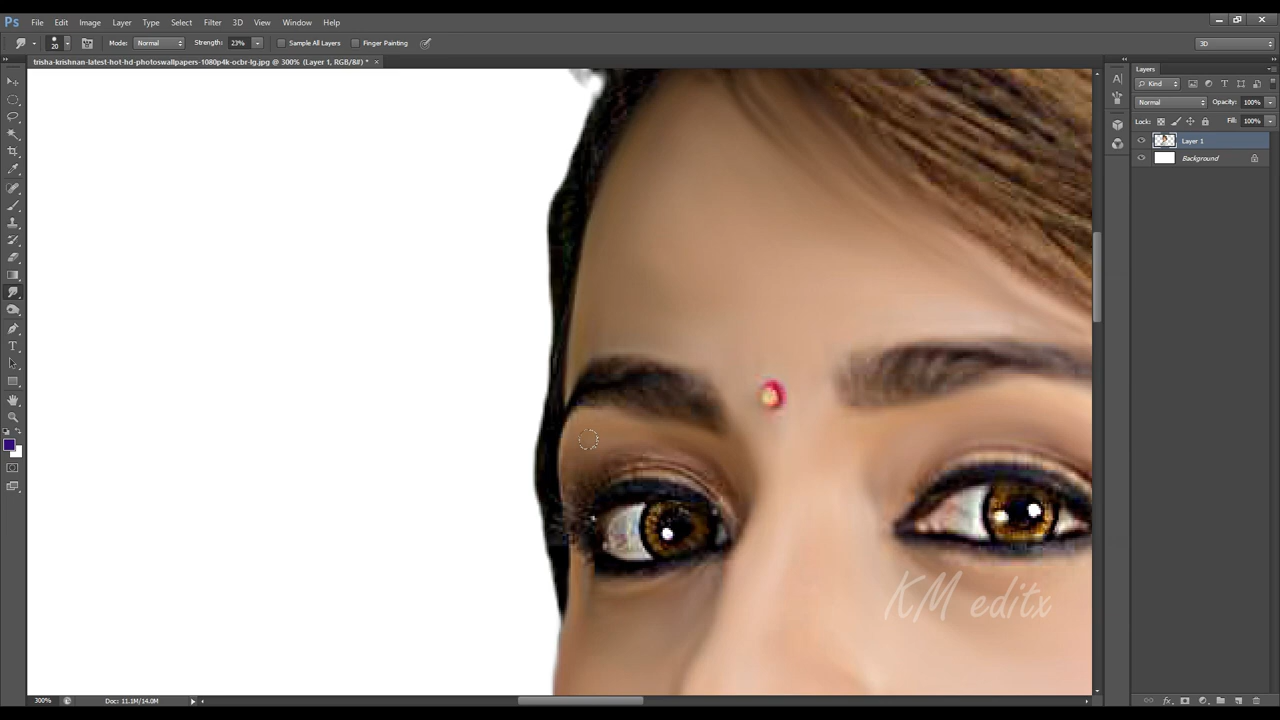 Ps File Edit Image Layer Type Select Filter 3D View Window Help
20 Mode: Normal Strength: 23% Sample All Layers Finger Painting 3D
trisha-krishnan-latest-hot-hd-photoswallpapers-1080p4k-ocbr-lg.jpg @ 300% (Layer 1, RGB/8#) * ×
Layers
Kind
Normal Opacity: 100%
Lock: Fill: 100%
Layer 1
Background
KM editx
300% Doc: 11.1M/14.0M